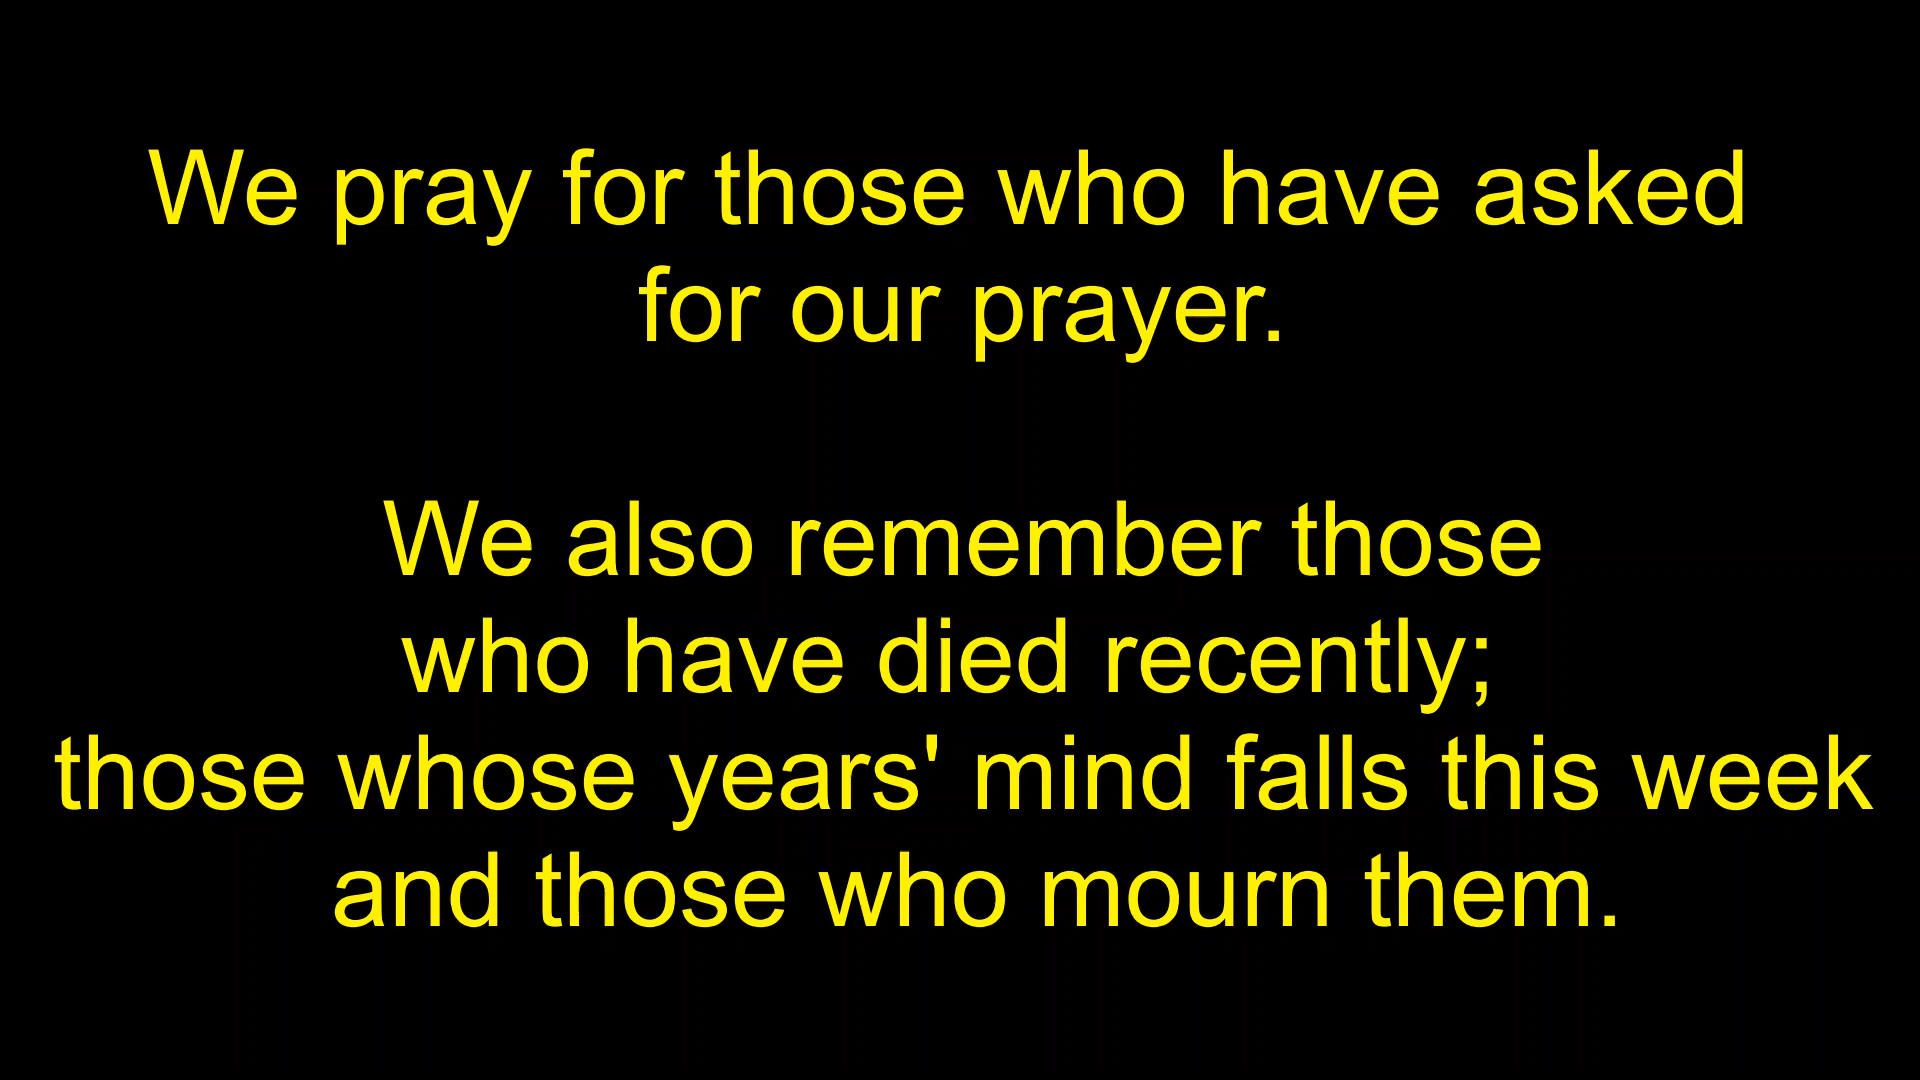 We pray for those who have asked
for our prayer.
We also remember those
who have died recently;
those whose years' mind falls this week
and those who mourn them.